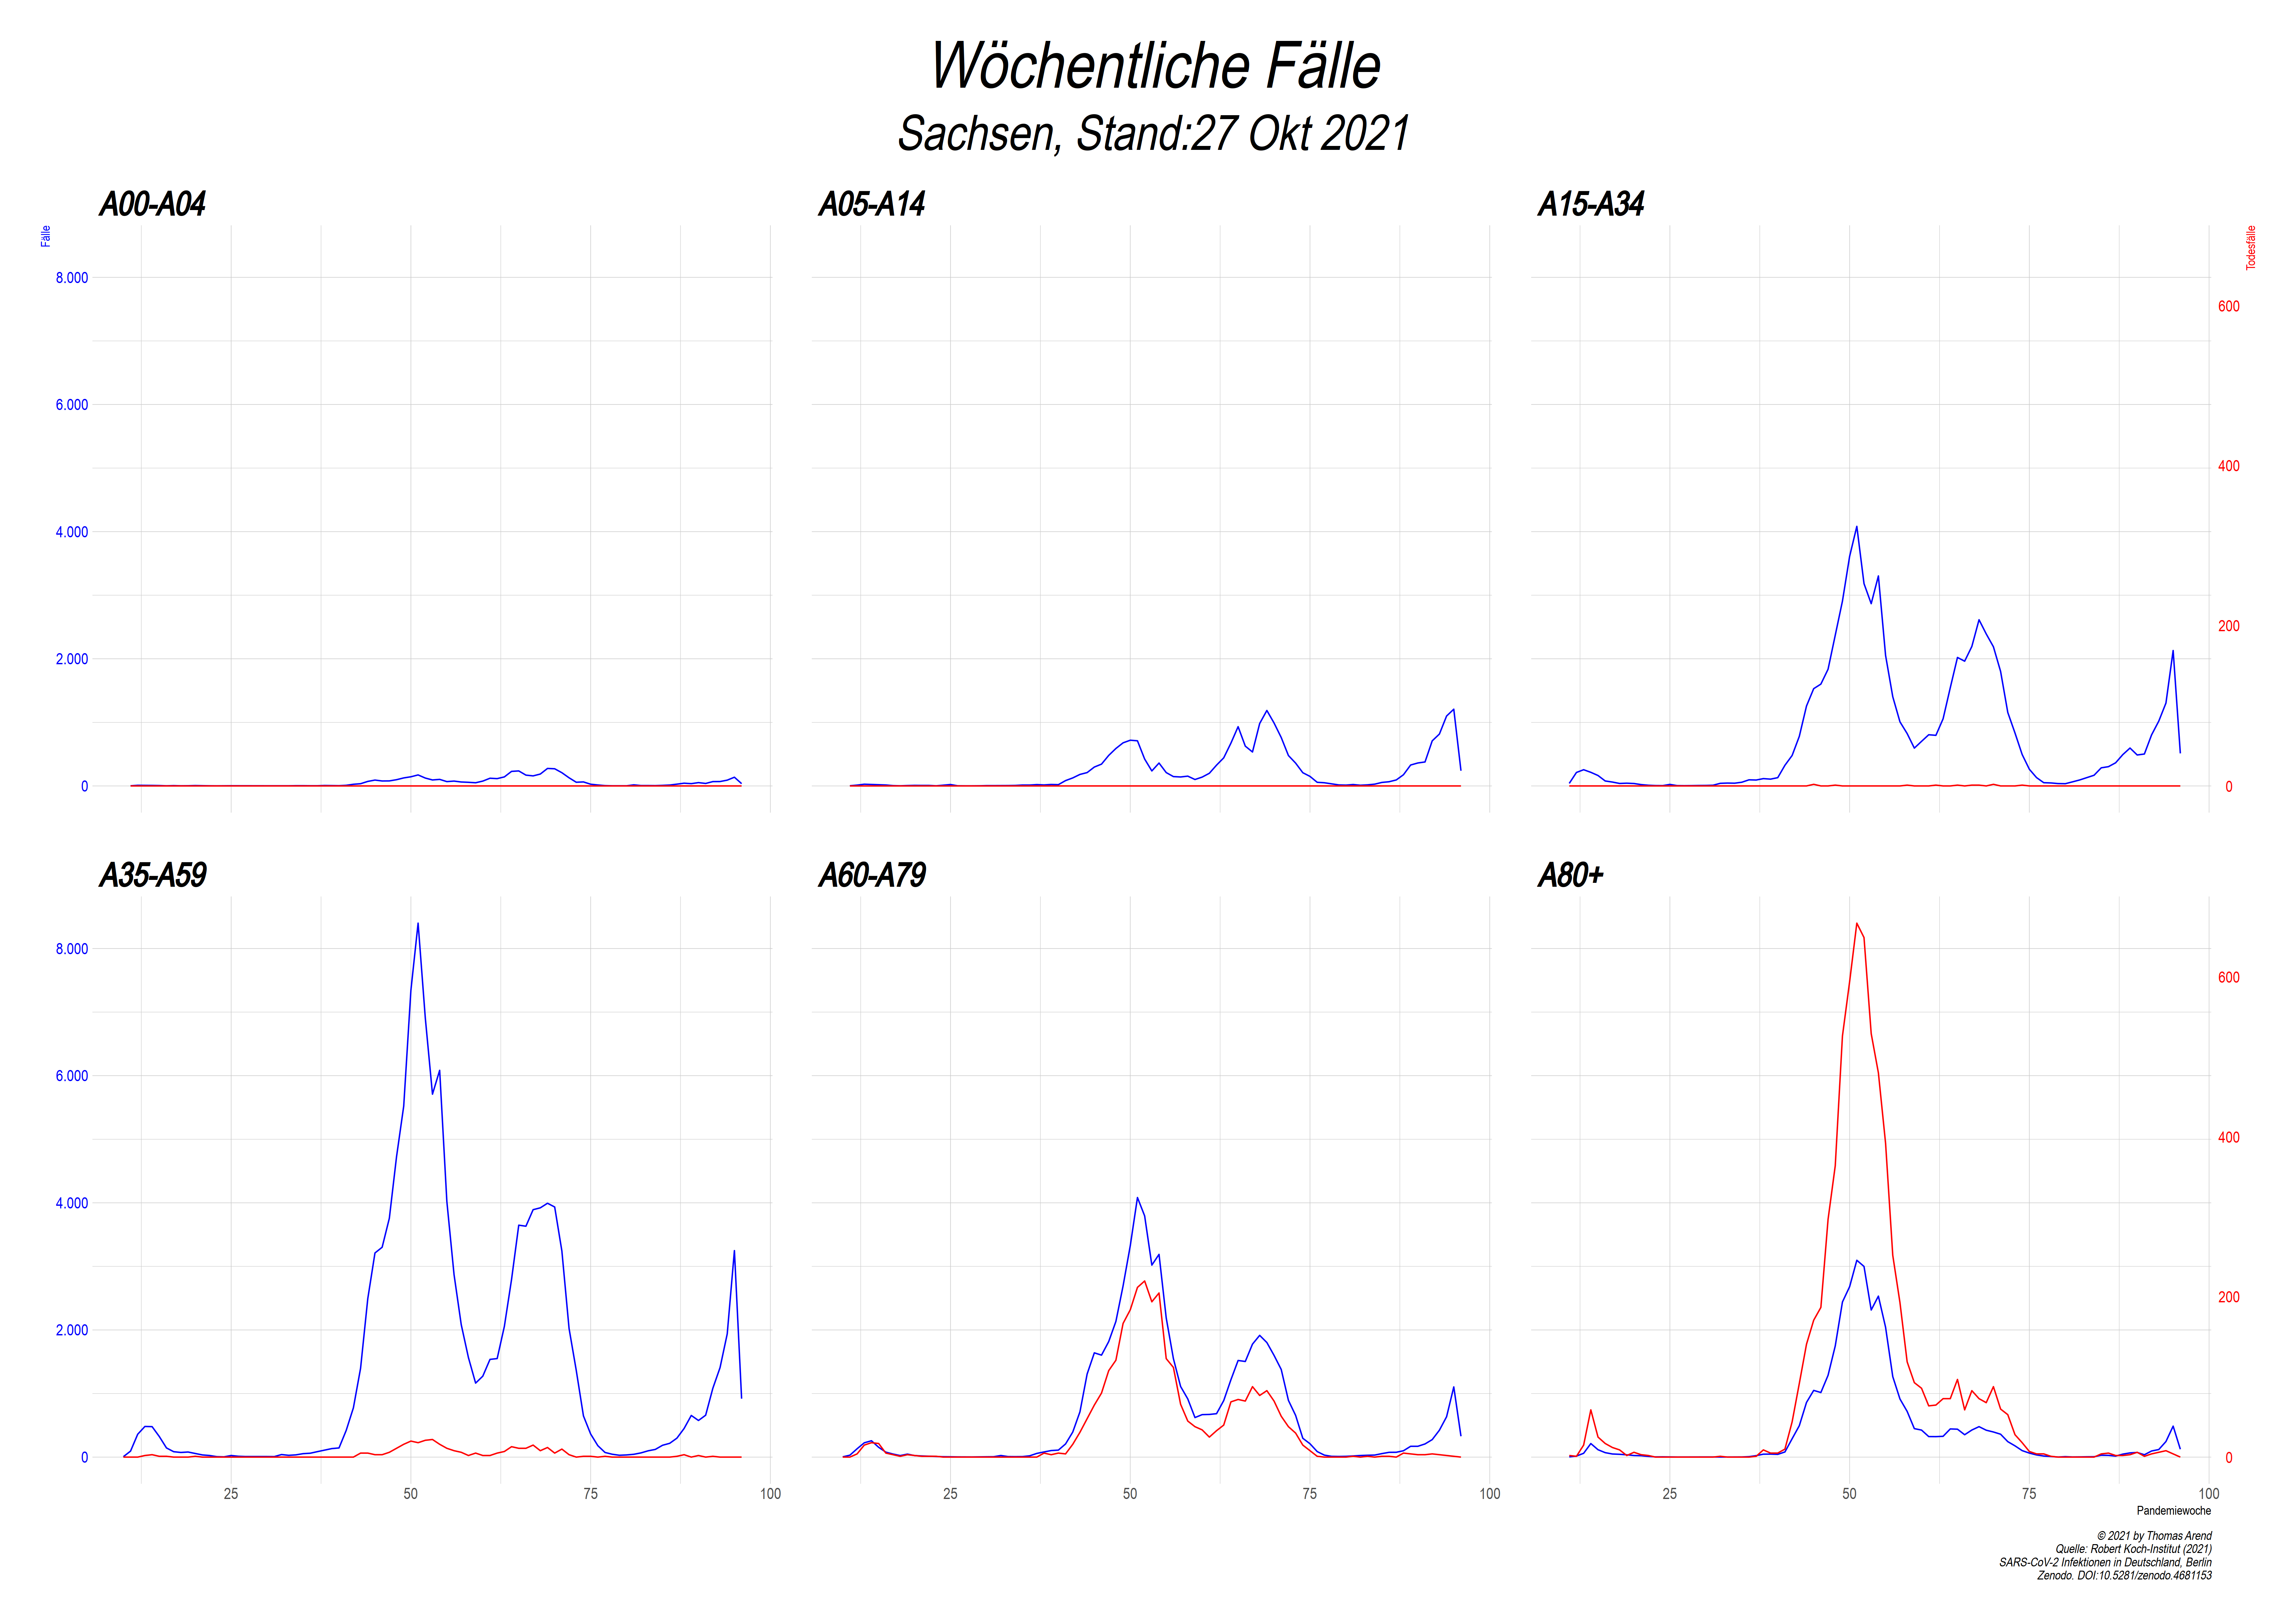 Wöchentliche Fälle
Sachsen, Stand:27 Okt 2021
A00-A04
A05-A14
A15-A34
Fälle
Todesfälle
8.000
6.000
4.000
2.000
0
600
400
200
0
A35-A59
A60-A79
A80+
8.000
6.000
4.000
2.000
0
600
400
200
0
25 50 75 100
25 50 75 100
25 50 75 100
Pandemiewoche
© 2021 by Thomas Arend
Quelle: Robert Koch-Institut (2021)
SARS-CoV-2 Infektionen in Deutschland, Berlin
Zenodo. DOI:10.5281/zenodo.4681153